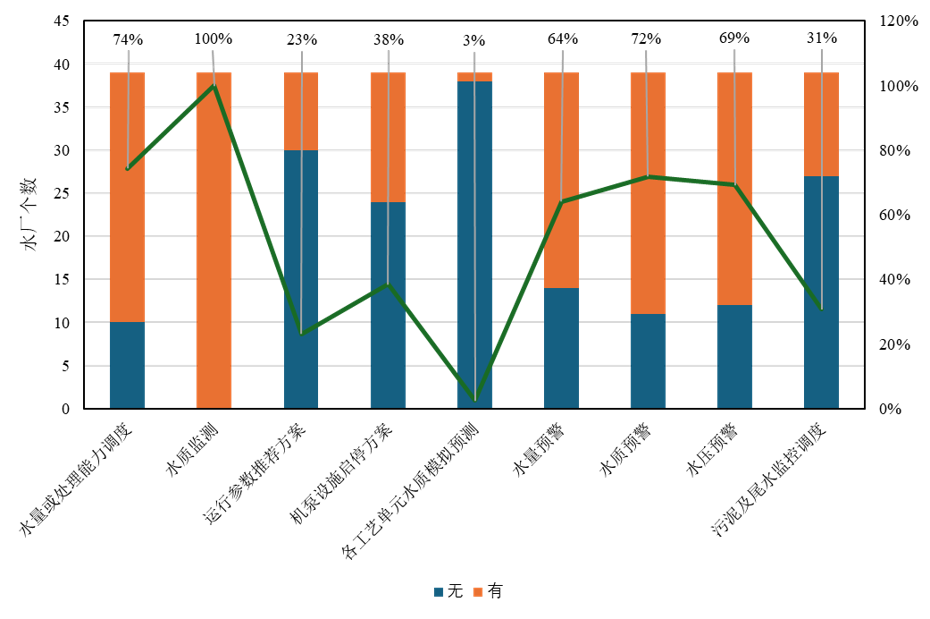 45
40
35
30
25
20
15
10
5
0
水厂个数
120%
100%
80%
60%
40%
20%
0%
74%
100%
23%
38%
3%
64%
72%
69%
31%
水量或处理能力调度
水质监测
运行参数推荐方案
机泵设施启停方案
各工艺单元水质模拟预测
水量预警
水质预警
水压预警
污泥及尾水监控调度
无 有